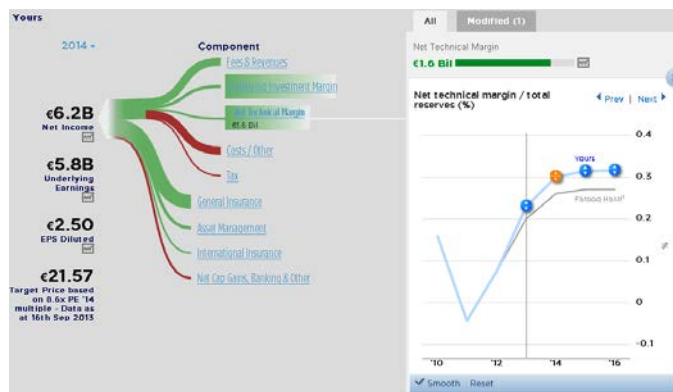 Yours
2014
Component
Fees & Revenues
Investment Margin
Net Technical Margin
€1.6 Bil
Costs / Other
Tax
General Insurance
Asset Management
International Insurance
Net Cap Gains, Banking & Other
€6.2B
Net Income
€5.8B
Underlying
Earnings
€2.50
EPS Diluted
€21.57
Target Price based
on 8.6x PE '14
multiple - Data as
at 16th Sep 2013
All
Modified (1)
Net Technical Margin
€1.6 Bil
Net technical margin / total
reserves (%)
Prev | Next
0.4
Yours
0.3
0.2
0.1
%
0
-0.1
'10
'12
'14
'16
Smooth Reset